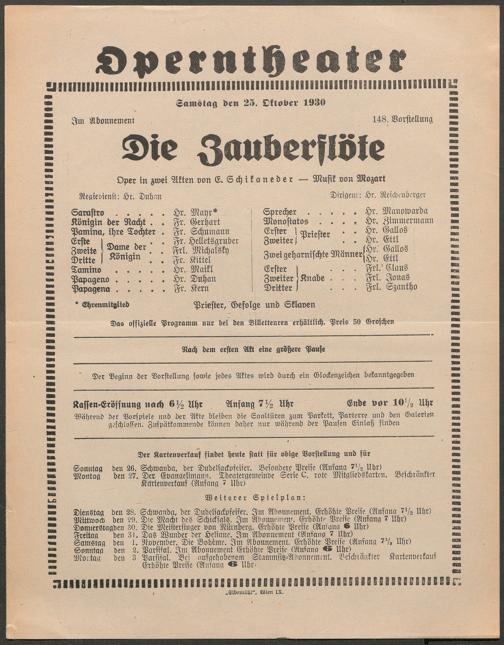 Operntheater
Samstag den 25. Oktober 1930
Im Abonnement 148. Vorstellung
Die Zauberflöte
Oper in zwei Akten von E. Schikaneder — Musik von Mozart
Regiedienst: Hr. Duhan Dirigent: Hr. Reichenberger
Sarastro . . . . . Hr. Mayr*
Königin der Nacht . . Fr. Gerhart
Pamina, ihre Tochter . Fr. Schumann
Erste } Dame der . . Fr. Helletsgruber
Zweite } Königin . . Frl. Michalsky
Dritte } . . Fr. Kittel
Tamino . . . . . Hr. Maikl
Papageno . . . . . Hr. Duhan
Papagena . . . . . Fr. Kern
Sprecher . . . . . Hr. Manowarda
Monostatos . . . . Hr. Zimmermann
Erster } Priester . . Hr. Gallos
Zweiter } . . Hr. Ettl
Zwei geharnischte Männer { Hr. Gallos
{ Hr. Ettl
Erster } . . . Frl. Claus
Zweiter } Knabe . . . Frl. Jonas
Dritter } . . . Frl. Szantho
* Ehrenmitglied Priester, Gefolge und Sklaven
Das offizielle Programm nur bei den Billetteuren erhältlich. Preis 50 Groschen
Nach dem ersten Akt eine größere Pause
Der Beginn der Vorstellung sowie jedes Aktes wird durch ein Glockenzeichen bekanntgegeben
Kassen-Eröffnung nach 6½ Uhr Anfang 7½ Uhr Ende vor 10½ Uhr
Während der Vorspiele und der Akte bleiben die Saaltüren zum Parkett, Parterre und den Galerien
geschlossen. Zuspätkommende können daher nur während der Pausen Einlaß finden
Der Kartenverkauf findet heute statt für obige Vorstellung und für
Sonntag den 26. Schwanda, der Dudelsackpfeifer. Besondere Preise (Anfang 7½ Uhr)
Montag den 27. Der Evangelimann. Theatergemeinde Serie C, rote Mitgliedskarten. Beschränkter
Kartenverkauf (Anfang 7 Uhr)
Weiterer Spielplan:
Dienstag den 28. Schwanda, der Dudelsackpfeifer. Im Abonnement. Erhöhte Preise (Anfang 7½ Uhr)
Mittwoch den 29. Die Macht des Schicksals. Im Abonnement. Erhöhte Preise (Anfang 7 Uhr)
Donnerstag den 30. Die Meistersinger von Nürnberg. Erhöhte Preise (Anfang 6 Uhr)
Freitag den 31. Das Wunder der Heliane. Im Abonnement (Anfang 7 Uhr)
Samstag den 1. November. Die Bohème. Im Abonnement. Erhöhte Preise (Anfang 7½ Uhr)
Sonntag den 2. Parsifal. Im Abonnement Erhöhte Preise (Anfang 6 Uhr)
Montag den 3 Parsifal. Bei aufgehobenem Stammsitz-Abonnement. Beschränkter Kartenverkauf
Erhöhte Preise (Anfang 6 Uhr)
„Elbemühl“, Wien IX.